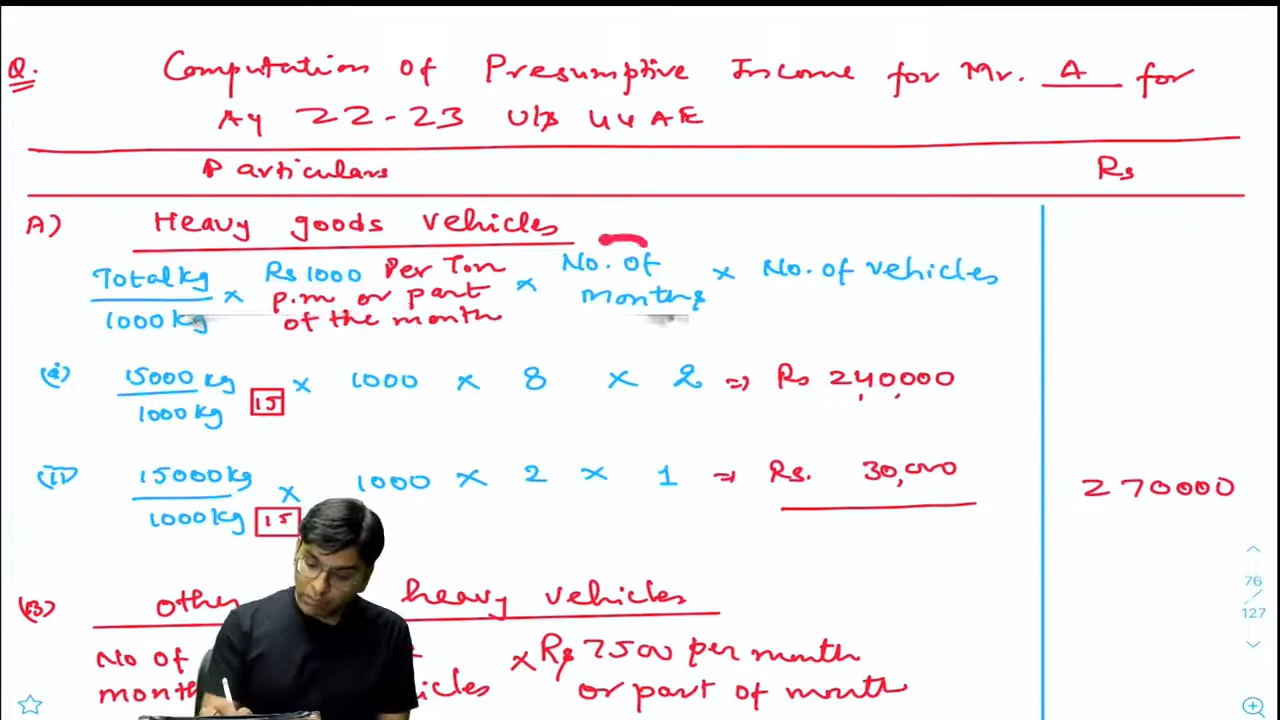 Q. Computation Of Presumptive Income for Mr. A for
AY 22-23 U/s 44AE
Particulars Rs
A) Heavy goods vehicles
Total kg / 1000 kg × Rs 1000 Per Ton p.m or part of the month × No. of months × No. of vehicles
(i) 15000 kg / 1000 kg 15 × 1000 × 8 × 2 => Rs 240000
(ii) 15000 kg / 1000 kg 15 × 1000 × 2 × 1 => Rs. 30,000 270000
(B) Other heavy vehicles
No of × Rs 7500 per month
or part of month
76
127